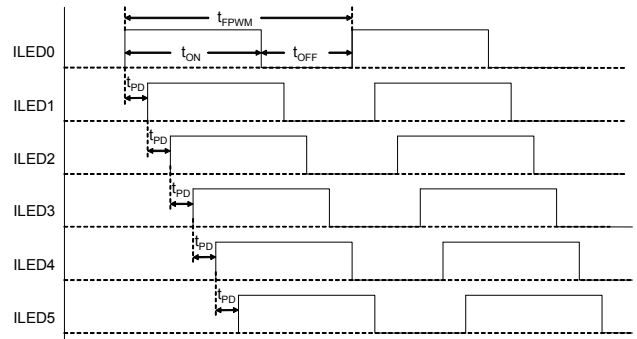 tFPWM
ILED0
tON
tOFF
tPD
ILED1
tPD
ILED2
tPD
ILED3
tPD
ILED4
tPD
ILED5